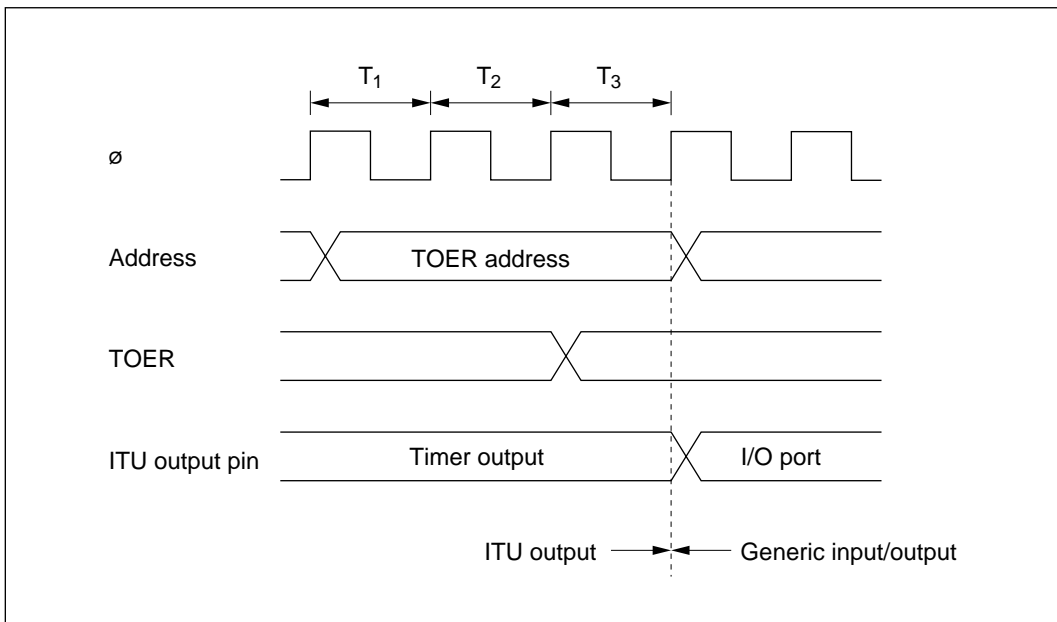 T1 T2 T3
ø
Address TOER address
TOER
ITU output pin Timer output I/O port
ITU output Generic input/output